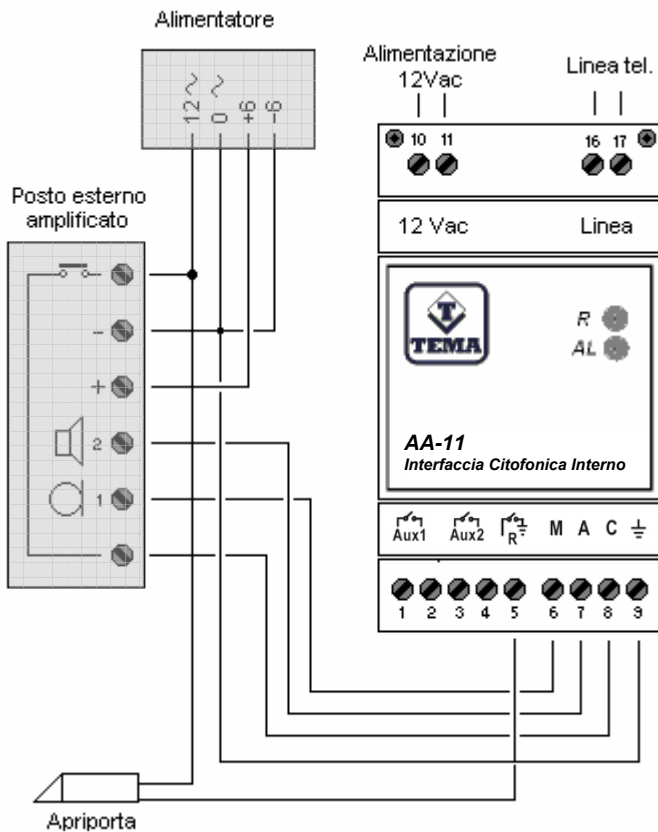 Alimentatore
12 ~
0 ~
+6
-6
Alimentazione
12Vac
Linea tel.
10 11
16 17
12 Vac
Linea
Posto esterno
amplificato
-
+
2
1
T
TEMA
R
AL
AA-11
Interfaccia Citofonica Interno
Aux1
Aux2
R
M A C
1 2 3 4 5 6 7 8 9
Apriporta